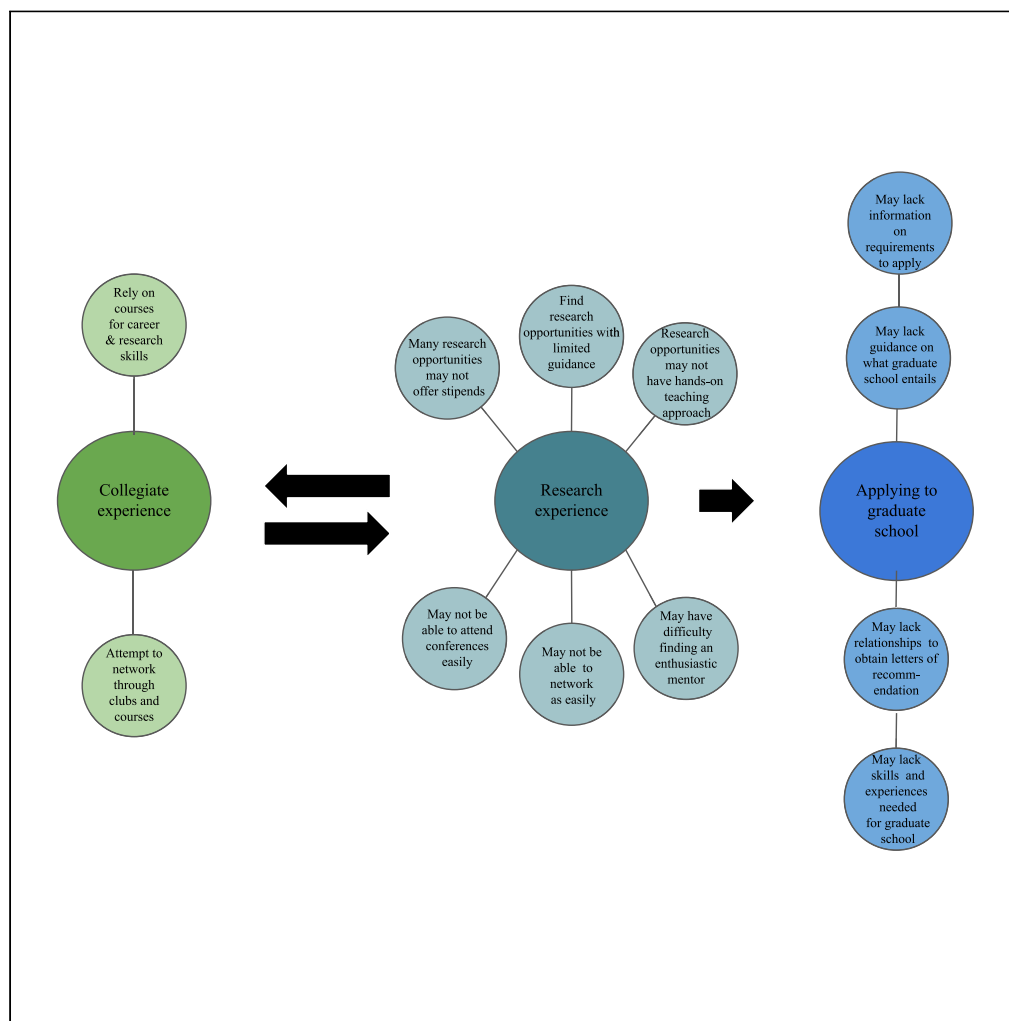 Rely on
courses
for career
& research
skills
Collegiate
experience
Attempt to
network
through
clubs and
courses
Many research
opportunities
may not
offer stipends
Find
research
opportunities with
limited
guidance
Research
opportunities
may not
have hands-on
teaching
approach
Research
experience
May not be
able to attend
conferences
easily
May not be
able to
network
as easily
May have
difficulty
finding an
enthusiastic
mentor
May lack
information
on
requirements
to apply
May lack
guidance on
what graduate
school entails
Applying to
graduate
school
May lack
relationships to
obtain letters of
recomm-
endation
May lack
skills and
experiences
needed
for graduate
school